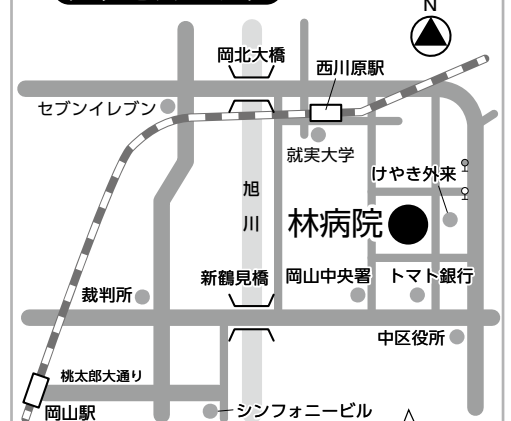 N
岡北大橋
西川原駅
セブンイレブン
就実大学
けやき外来
旭川
林病院
新鶴見橋
岡山中央署
トマト銀行
裁判所
中区役所
桃太郎大通り
岡山駅
シンフォニービル